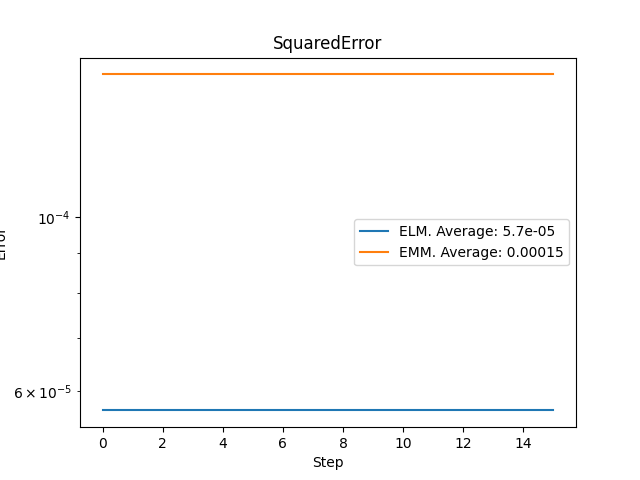 SquaredError
Error
10⁻⁴
6 × 10⁻⁵
ELM. Average: 5.7e-05
EMM. Average: 0.00015
0 2 4 6 8 10 12 14
Step